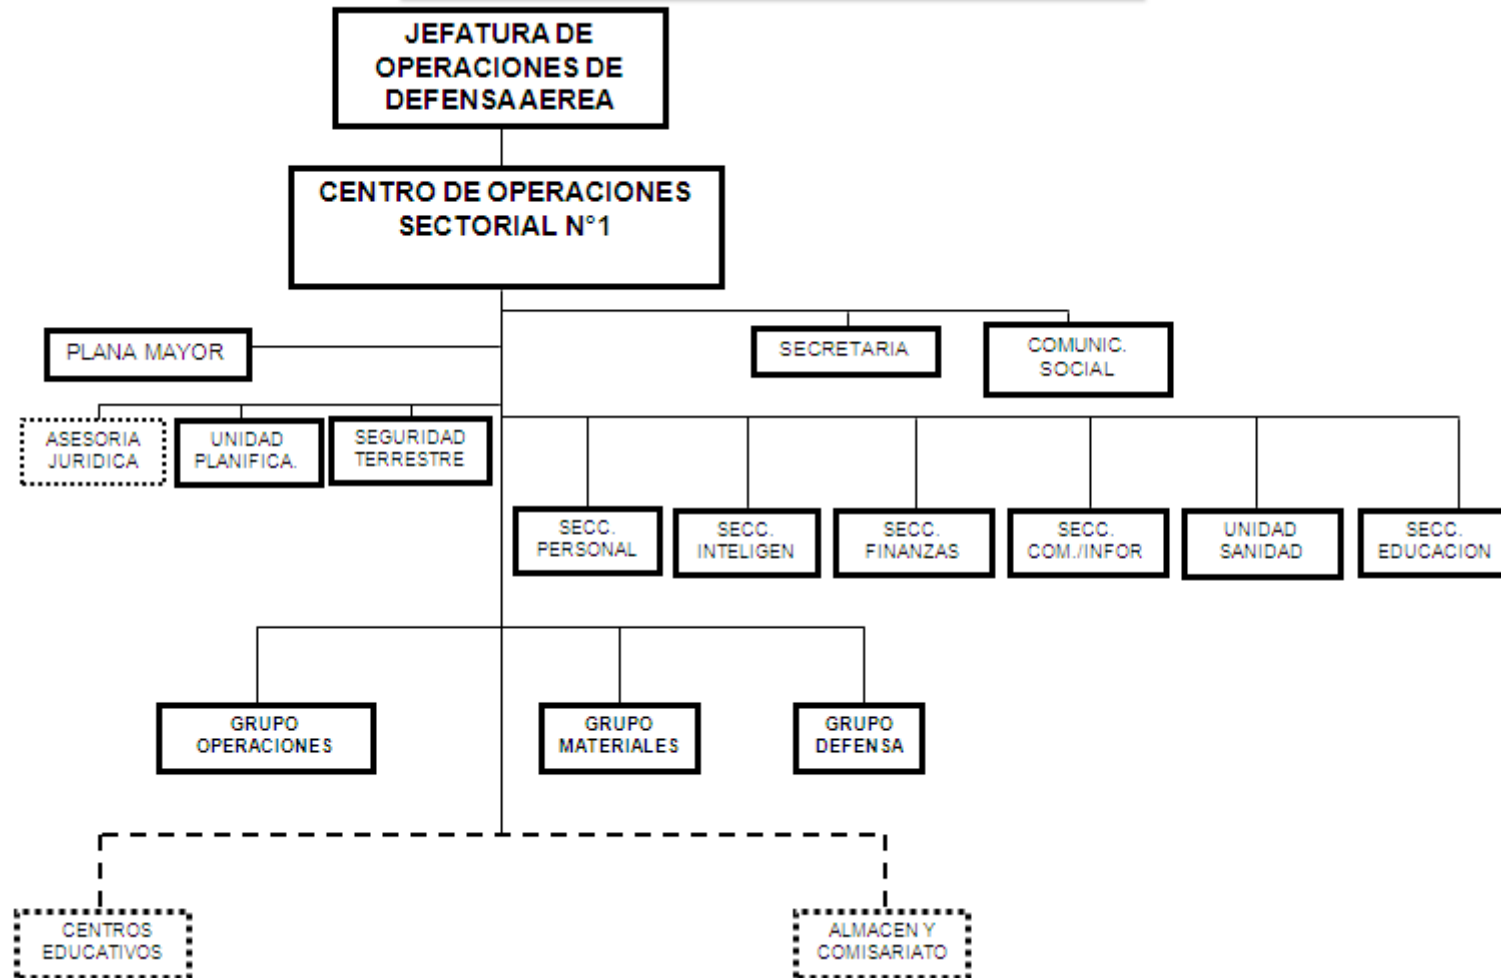 JEFATURA DE
OPERACIONES DE
DEFENSA AEREA
CENTRO DE OPERACIONES
SECTORIAL N°1
PLANA MAYOR
SECRETARIA
COMUNIC.
SOCIAL
ASESORIA
JURIDICA
UNIDAD
PLANIFICA.
SEGURIDAD
TERRESTRE
SECC.
PERSONAL
SECC.
INTELIGEN
SECC.
FINANZAS
SECC.
COM./INFOR
UNIDAD
SANIDAD
SECC.
EDUCACION
GRUPO
OPERACIONES
GRUPO
MATERIALES
GRUPO
DEFENSA
CENTROS
EDUCATIVOS
ALMACEN Y
COMISARIATO